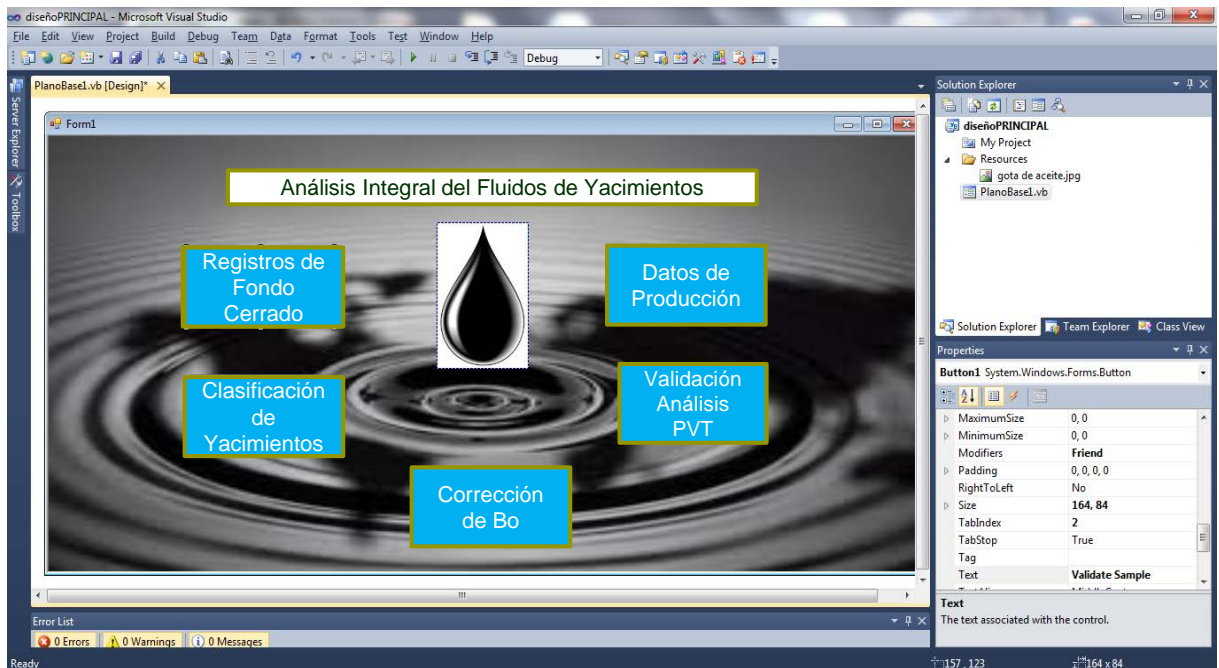 diseñoPRINCIPAL - Microsoft Visual Studio
File Edit View Project Build Debug Team Data Format Tools Test Window Help
Debug
Server Explorer
Toolbox
PlanoBase1.vb [Design]* X
Form1
Análisis Integral del Fluidos de Yacimientos
Registros de
Fondo
Cerrado
Datos de
Producción
Clasificación
de
Yacimientos
Validación
Análisis
PVT
Corrección
de Bo
Error List
0 Errors 0 Warnings 0 Messages
Solution Explorer
diseñoPRINCIPAL
My Project
Resources
gota de aceite.jpg
PlanoBase1.vb
Solution Explorer Team Explorer Class View
Properties
Button1 System.Windows.Forms.Button
MaximumSize 0, 0
MinimumSize 0, 0
Modifiers Friend
Padding 0, 0, 0, 0
RightToLeft No
Size 164, 84
TabIndex 2
TabStop True
Tag
Text Validate Sample
Text
The text associated with the control.
Ready 157 , 123 164 x 84